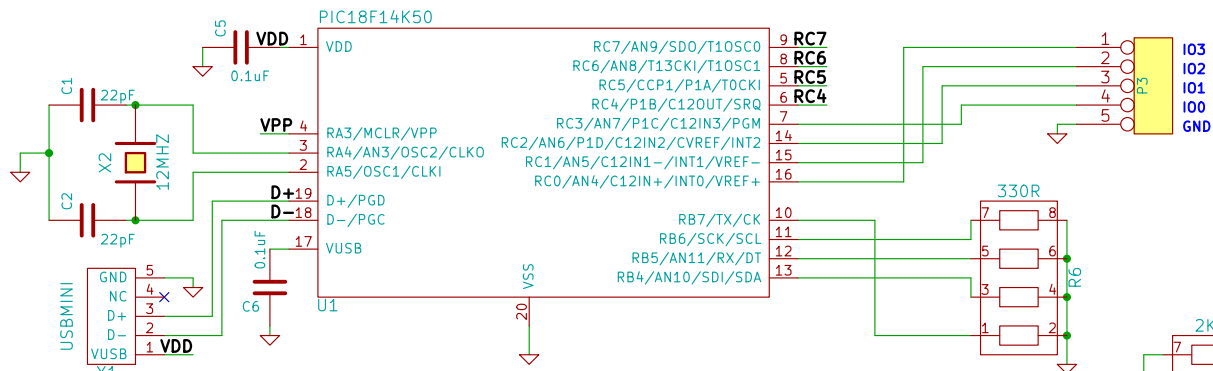 PIC18F14K50
C5
0.1uF
VDD 1 VDD
C1
22pF
X2
12MHZ
C2
22pF
VPP 4 RA3/MCLR/VPP
3 RA4/AN3/OSC2/CLKO
2 RA5/OSC1/CLKI
D+ 19 D+/PGD
D- 18 D-/PGC
17 VUSB
0.1uF
C6
VSS
20
U1
RC7/AN9/SDO/T1OSCO 9 RC7
RC6/AN8/T13CKI/T1OSC1 8 RC6
RC5/CCP1/P1A/T0CKI 5 RC5
RC4/P1B/C12OUT/SRQ 6 RC4
RC3/AN7/P1C/C12IN3/PGM 7
RC2/AN6/P1D/C12IN2/CVREF/INT2 14
RC1/AN5/C12IN1-/INT1/VREF- 15
RC0/AN4/C12IN+/INT0/VREF+ 16
RB7/TX/CK 10
RB6/SCK/SCL 11
RB5/AN11/RX/DT 12
RB4/AN10/SDI/SDA 13
1 IO3
2 IO2
3 IO1
4 IO0
5 GND
P3
330R
7 8
5 6
3 4
1 2
R6
USBMINI
GND 5
NC 4
D+ 3
D- 2
VUSB 1 VDD
X1
2K
7